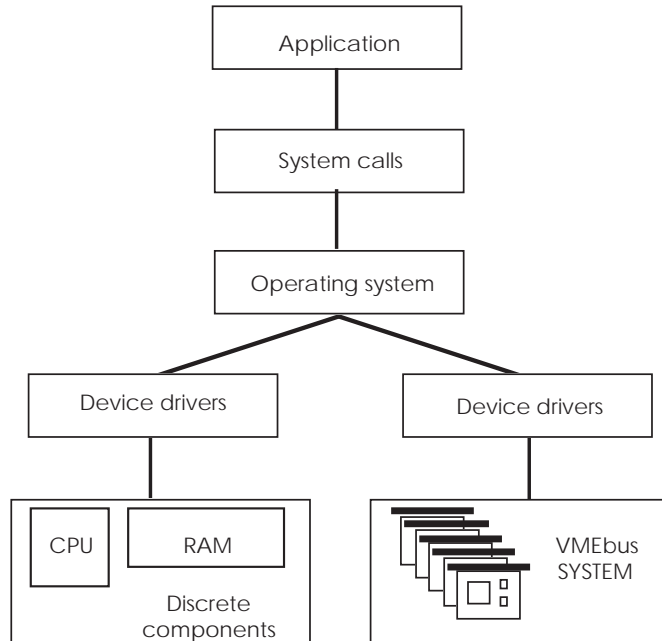 Application
System calls
Operating system
Device drivers
Device drivers
CPU
RAM
Discrete
components
VMEbus
SYSTEM